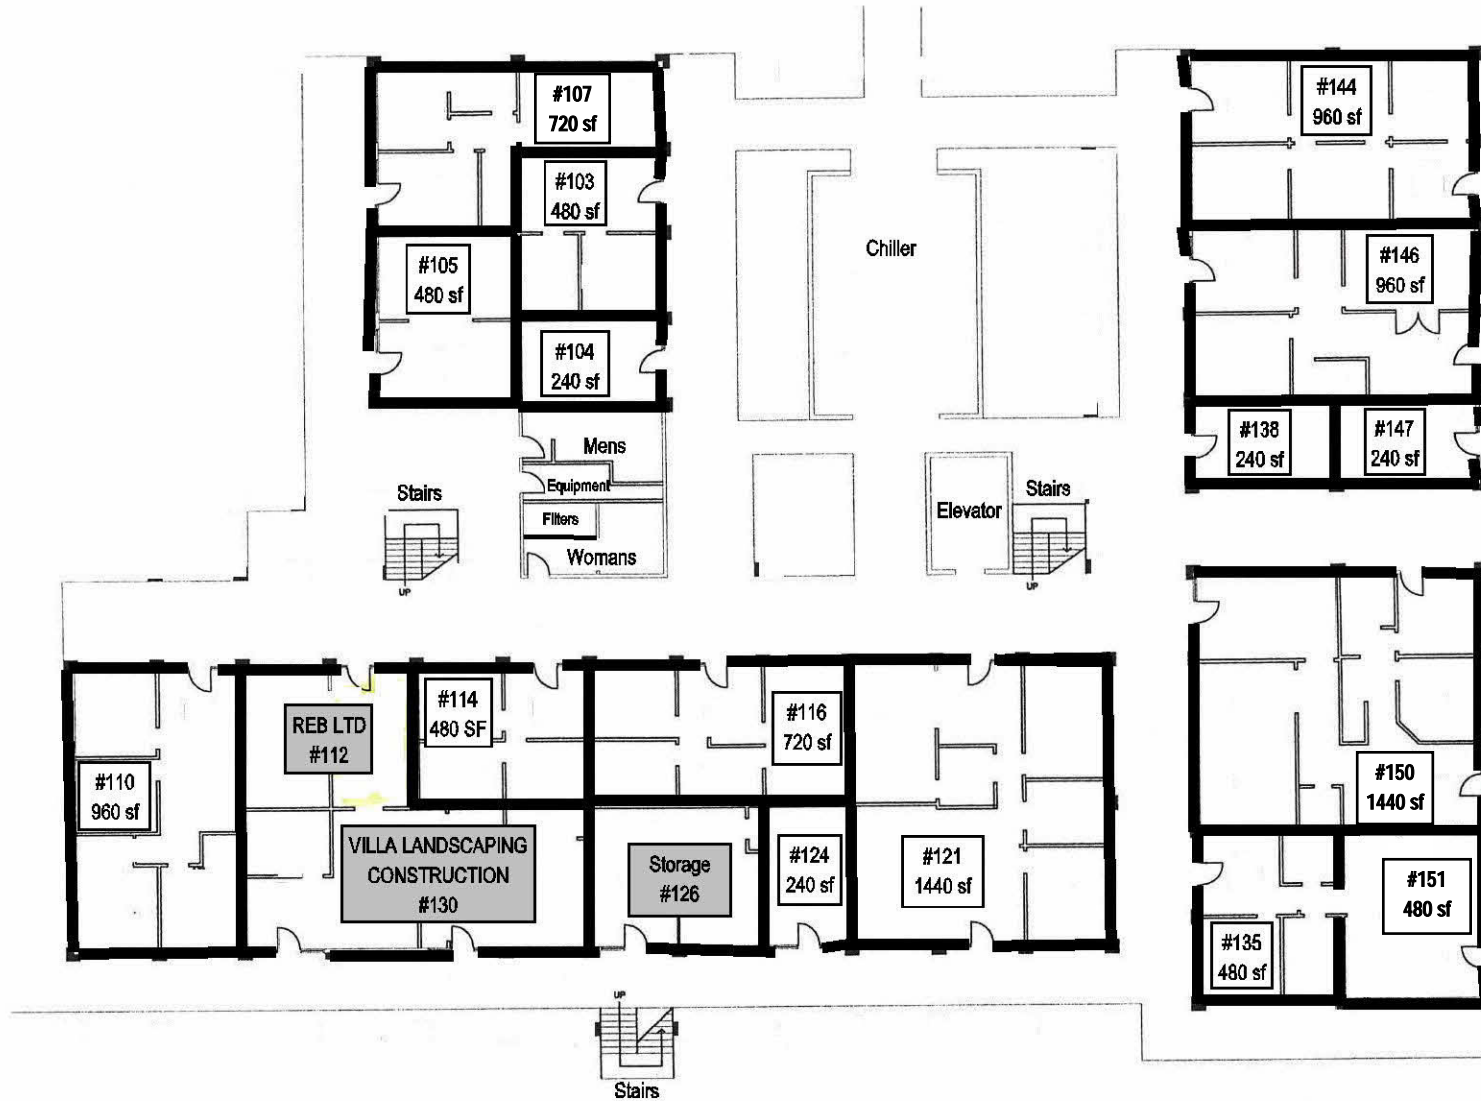 #107
720 sf
#144
960 sf
#103
480 sf
Chiller
#105
480 sf
#146
960 sf
#104
240 sf
#138
240 sf
#147
240 sf
Mens
Equipment
Filters
Womans
Stairs
UP
Elevator
Stairs
UP
#110
960 sf
REB LTD
#112
#114
480 SF
#116
720 sf
#150
1440 sf
VILLA LANDSCAPING
CONSTRUCTION
#130
Storage
#126
#124
240 sf
#121
1440 sf
#151
480 sf
#135
480 sf
UP
Stairs